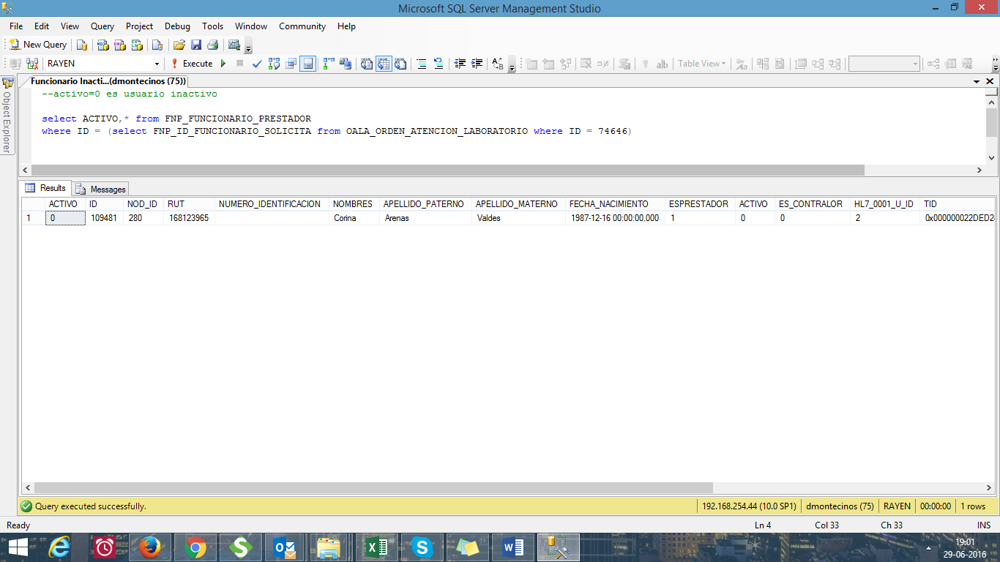 Microsoft SQL Server Management Studio
File Edit View Query Project Debug Tools Window Community Help
New Query
RAYEN Execute Table View
Funcionario Inacti...(dmontecinos (75))
Object Explorer
--activo=0 es usuario inactivo
select ACTIVO,* from FNP_FUNCIONARIO_PRESTADOR
where ID = (select FNP_ID_FUNCIONARIO_SOLICITA from OALA_ORDEN_ATENCION_LABORATORIO where ID = 74646)
Results Messages
ACTIVO ID NOD_ID RUT NUMERO_IDENTIFICACION NOMBRES APELLIDO_PATERNO APELLIDO_MATERNO FECHA_NACIMIENTO ESPRESTADOR ACTIVO ES_CONTRALOR HL7_0001_U_ID TID
1 0 109481 280 168123965 Corina Arenas Valdes 1987-12-16 00:00:00.000 1 0 0 2 0x000000022DED2
Query executed successfully. 192.168.254.44 (10.0 SP1) dmontecinos (75) RAYEN 00:00:00 1 rows
Ready Ln 4 Col 33 Ch 33 INS
19:01
29-06-2016